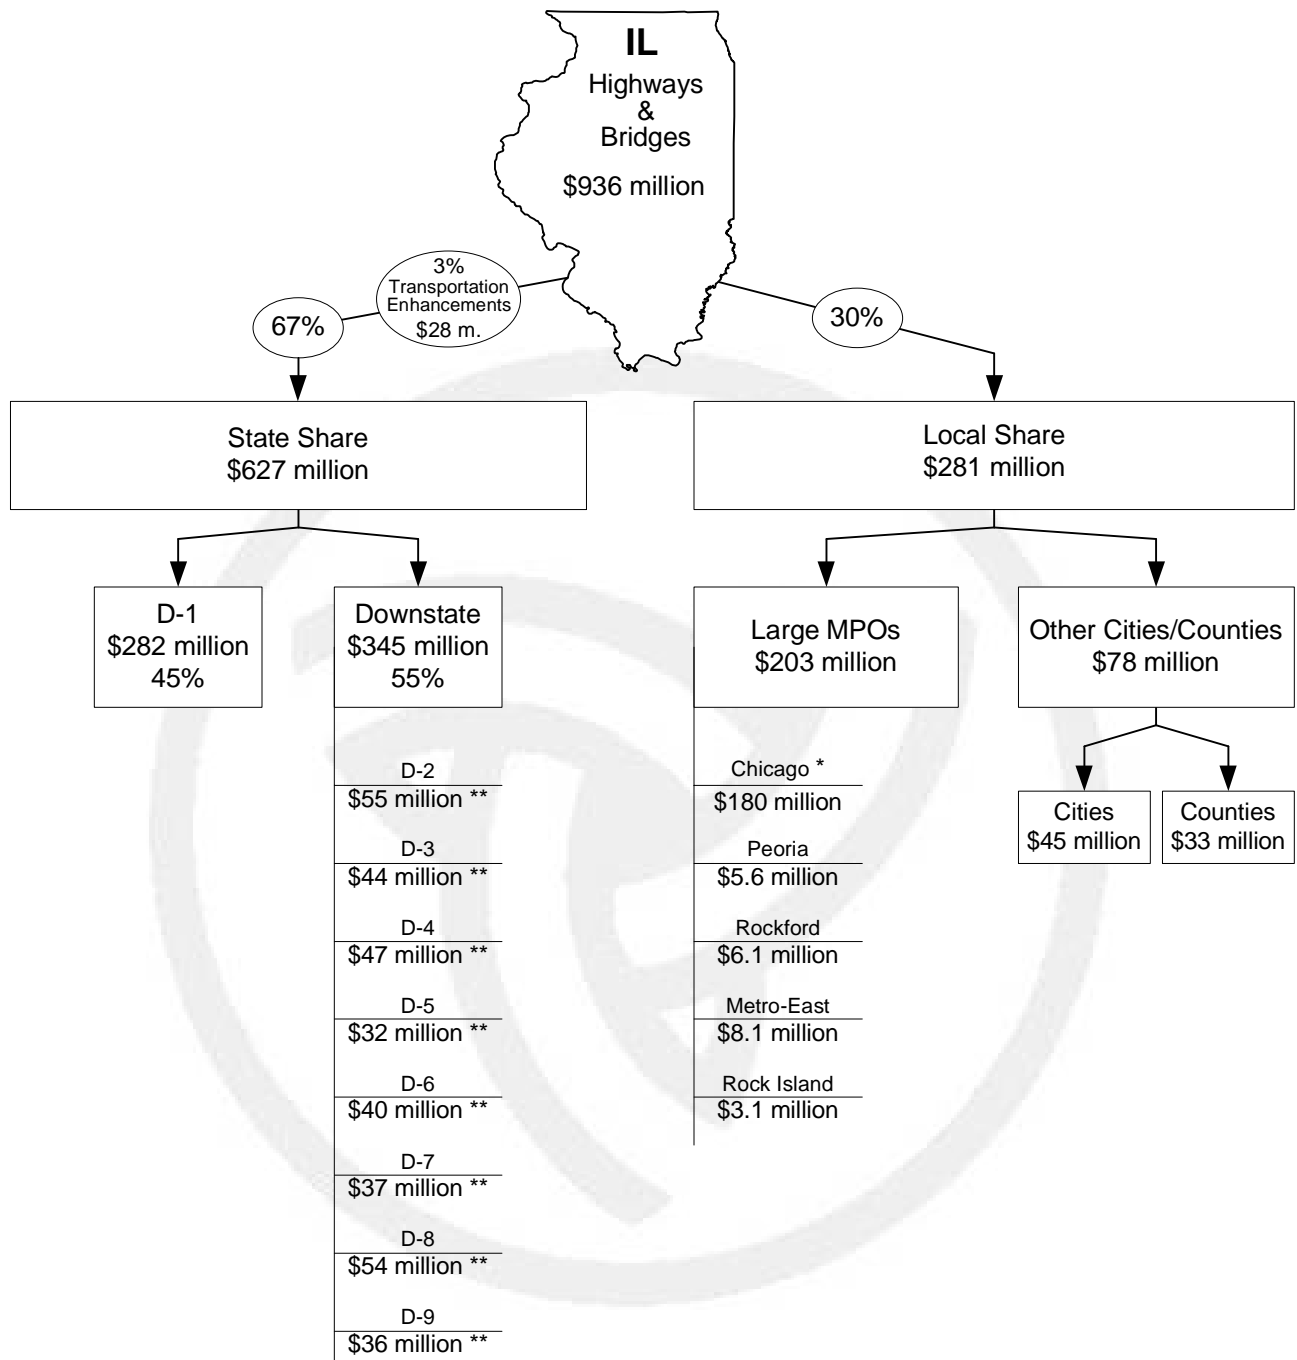 IL
Highways
&
Bridges
$936 million
3%
Transportation
Enhancements
$28 m.
67%
30%
State Share
$627 million
Local Share
$281 million
D-1
$282 million
45%
Downstate
$345 million
55%
Large MPOs
$203 million
Other Cities/Counties
$78 million
D-2
$55 million **
D-3
$44 million **
D-4
$47 million **
D-5
$32 million **
D-6
$40 million **
D-7
$37 million **
D-8
$54 million **
D-9
$36 million **
Chicago *
$180 million
Peoria
$5.6 million
Rockford
$6.1 million
Metro-East
$8.1 million
Rock Island
$3.1 million
Cities
$45 million
Counties
$33 million